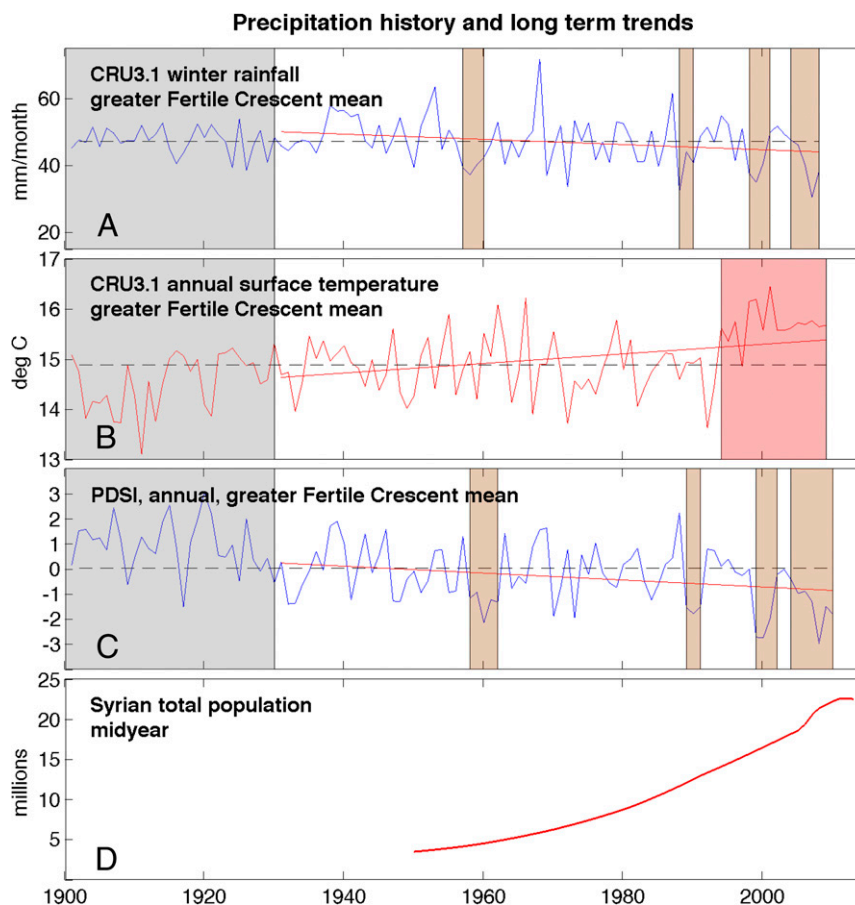 Precipitation history and long term trends
CRU3.1 winter rainfall
greater Fertile Crescent mean
mm/month
60
40
20
A
CRU3.1 annual surface temperature
greater Fertile Crescent mean
deg C
17
16
15
14
13
B
PDSI, annual, greater Fertile Crescent mean
3
2
1
0
-1
-2
-3
C
Syrian total population
midyear
millions
25
20
15
10
5
D
1900 1920 1940 1960 1980 2000